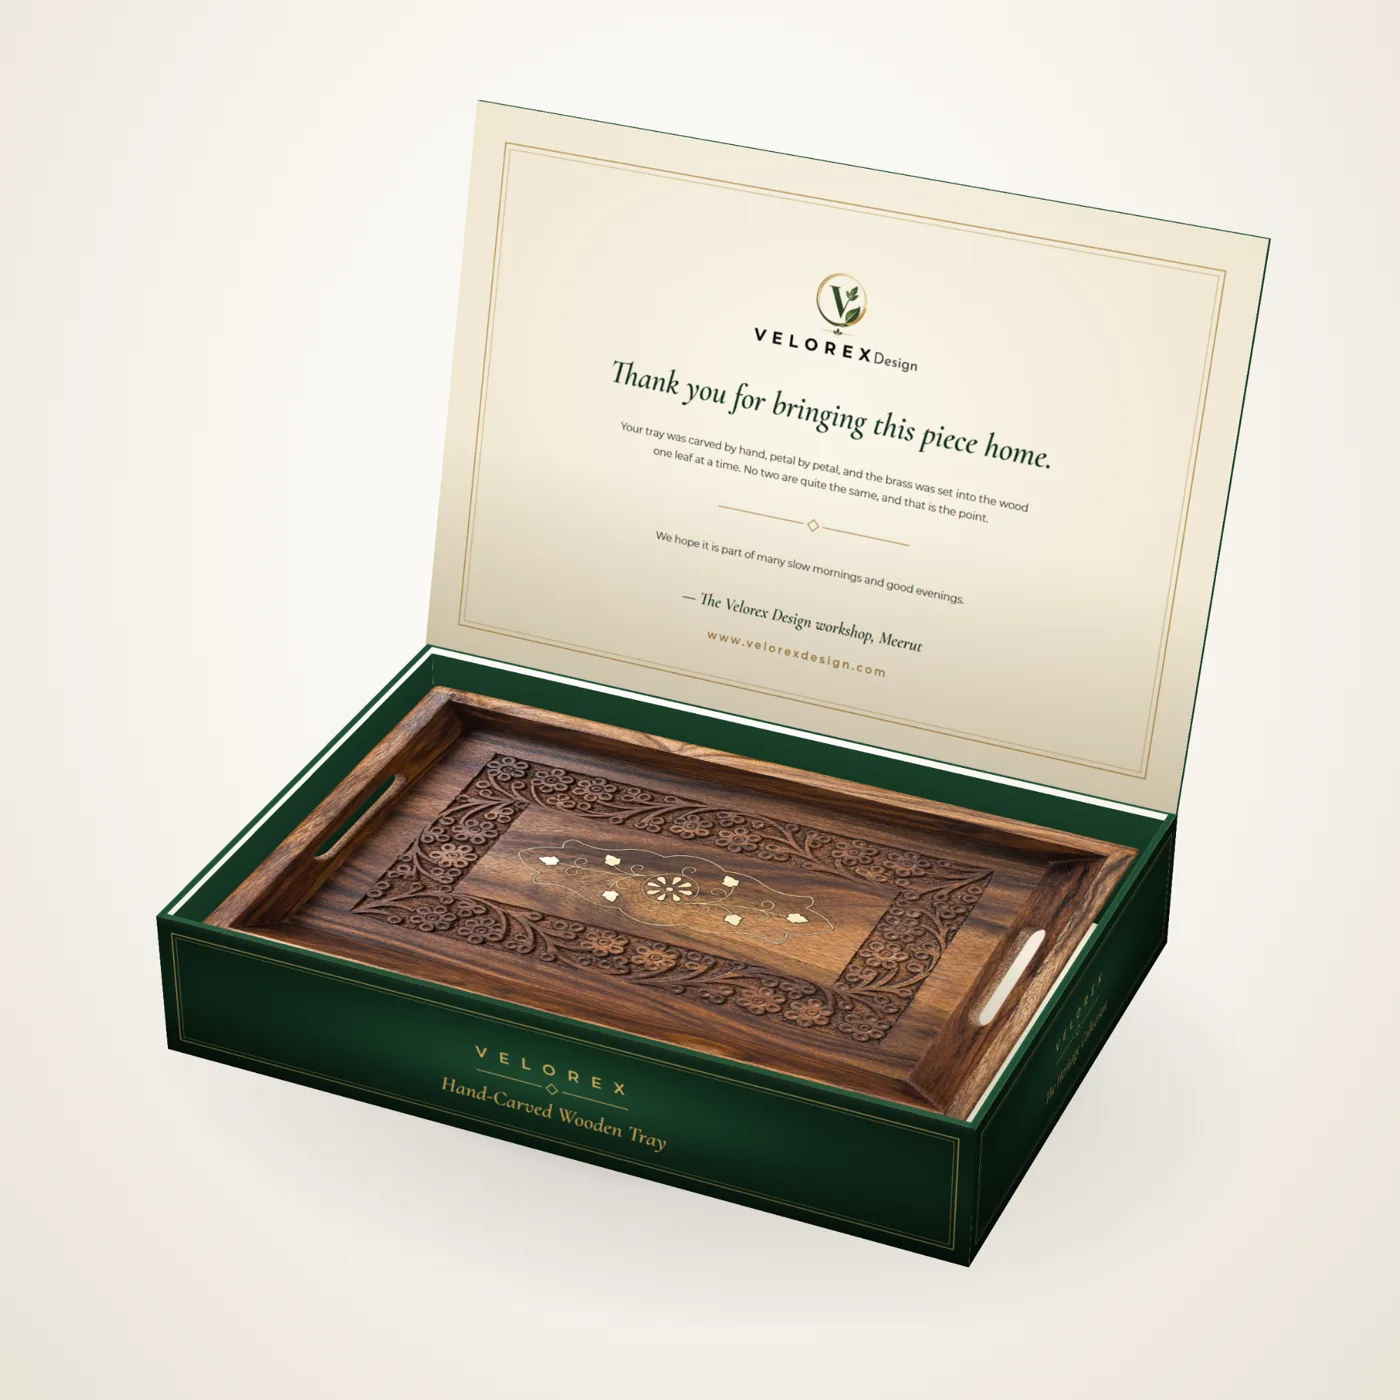 V
VELOREX Design
Thank you for bringing this piece home.
Your tray was carved by hand, petal by petal, and the brass was set into the wood
one leaf at a time. No two are quite the same, and that is the point.
We hope it is part of many slow mornings and good evenings.
— The Velorex Design workshop, Meerut
www.velorexdesign.com
VELOREX
Hand-Carved Wooden Tray
VELOREX
The Collection